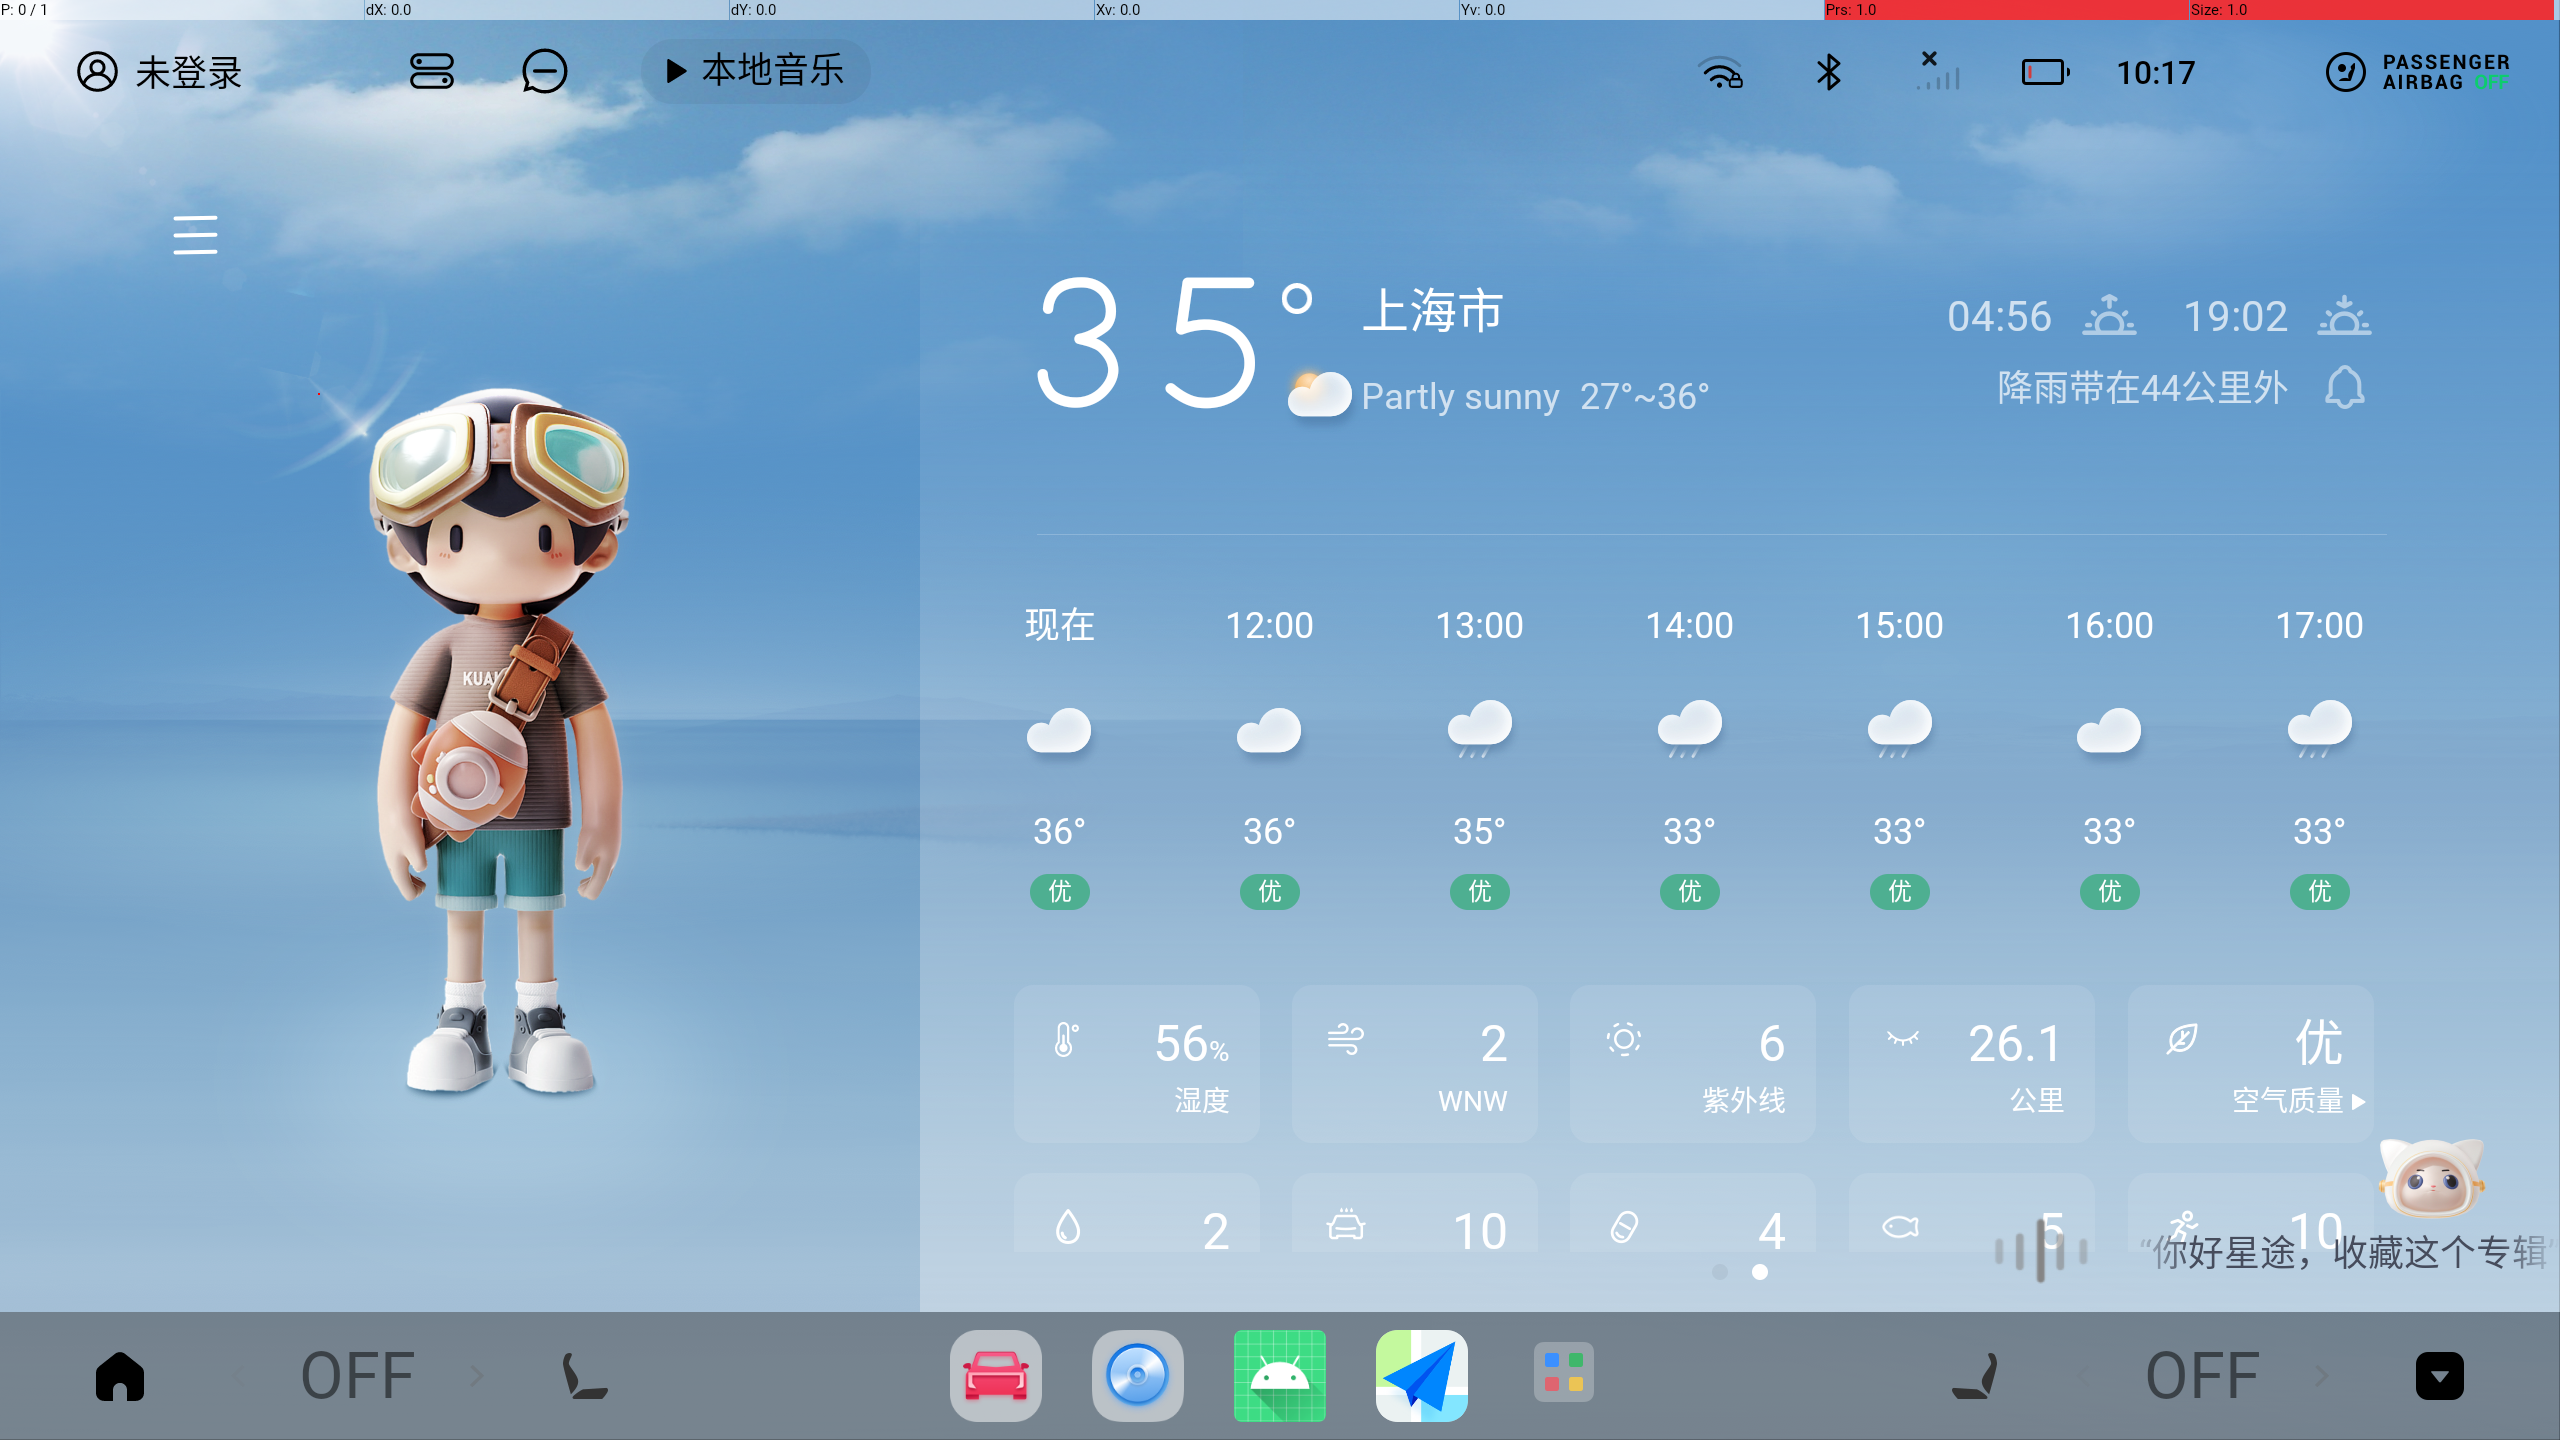 P: 0 / 1 dX: 0.0 dY: 0.0 Xv: 0.0 Yv: 0.0 Prs: 1.0 Size: 1.0
未登录 本地音乐 10:17 PASSENGER AIRBAG OFF
35° 上海市 04:56 19:02
Partly sunny 27°~36° 降雨带在44公里外
现在 12:00 13:00 14:00 15:00 16:00 17:00
KUA
36° 36° 35° 33° 33° 33° 33°
优 优 优 优 优 优 优
56% 2 6 26.1 优
湿度 WNW 紫外线 公里 空气质量
2 10 4 5 10
“你好星途，收藏这个专辑”
OFF OFF